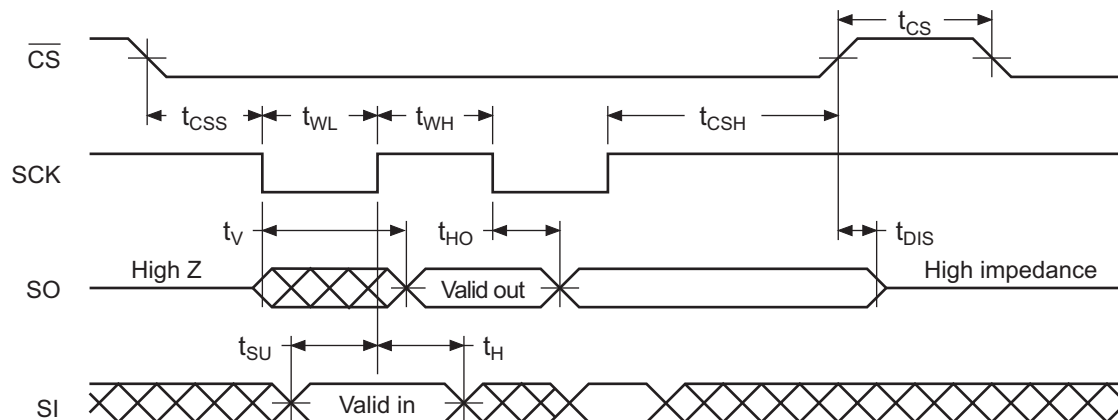 t_CS
C̅S̅
t_CSS t_WL t_WH t_CSH
SCK
t_V t_HO t_DIS
High Z High impedance
SO Valid out
t_SU t_H
SI Valid in